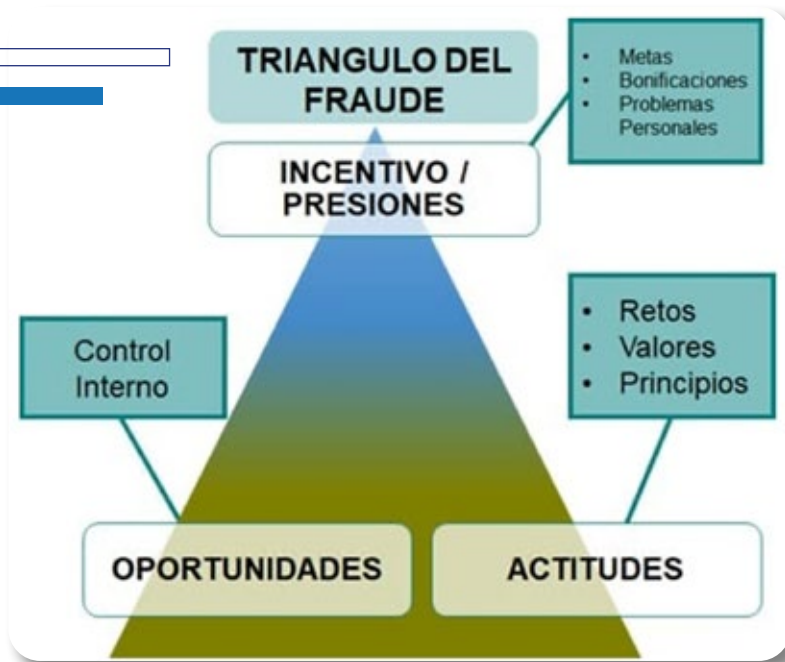 TRIANGULO DEL
FRAUDE
• Metas
• Bonificaciones
• Problemas
Personales
INCENTIVO /
PRESIONES
Control
Interno
• Retos
• Valores
• Principios
OPORTUNIDADES
ACTITUDES